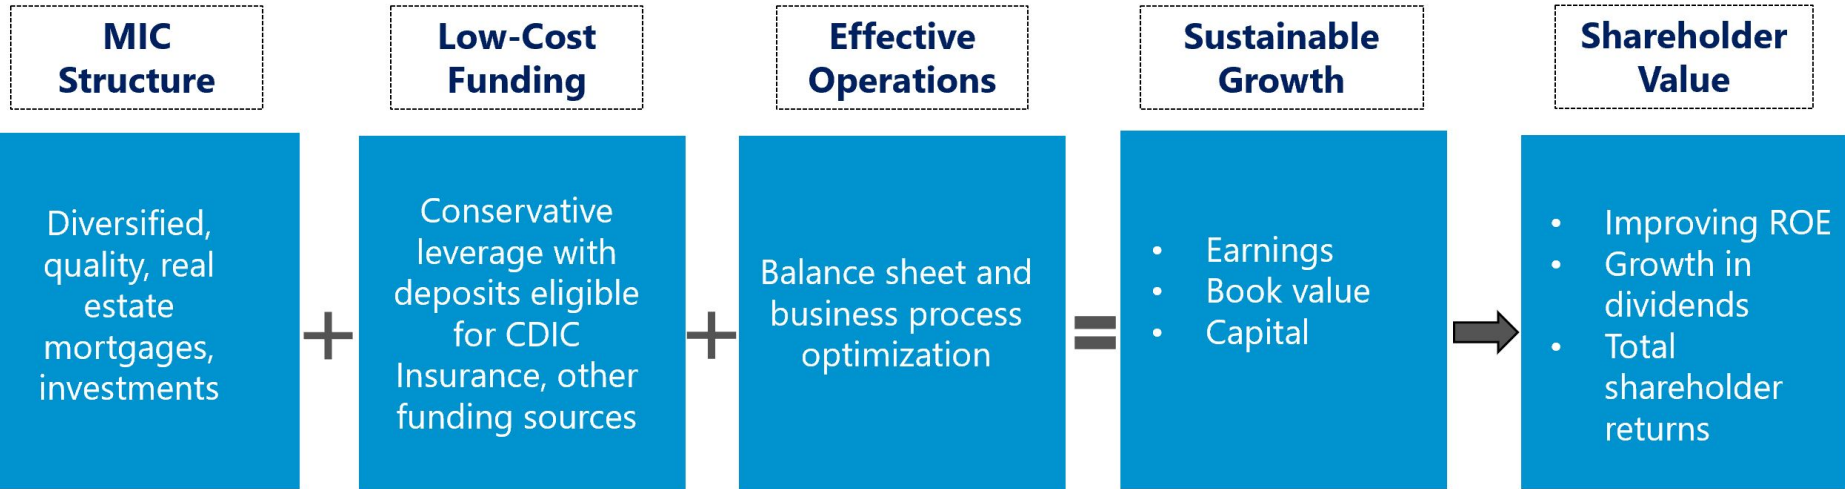 MIC
Structure
Low-Cost
Funding
Effective
Operations
Sustainable
Growth
Shareholder
Value
Diversified,
quality, real
estate
mortgages,
investments
+
Conservative
leverage with
deposits eligible
for CDIC
Insurance, other
funding sources
+
Balance sheet and
business process
optimization
=
• Earnings
• Book value
• Capital
• Improving ROE
• Growth in
dividends
• Total
shareholder
returns